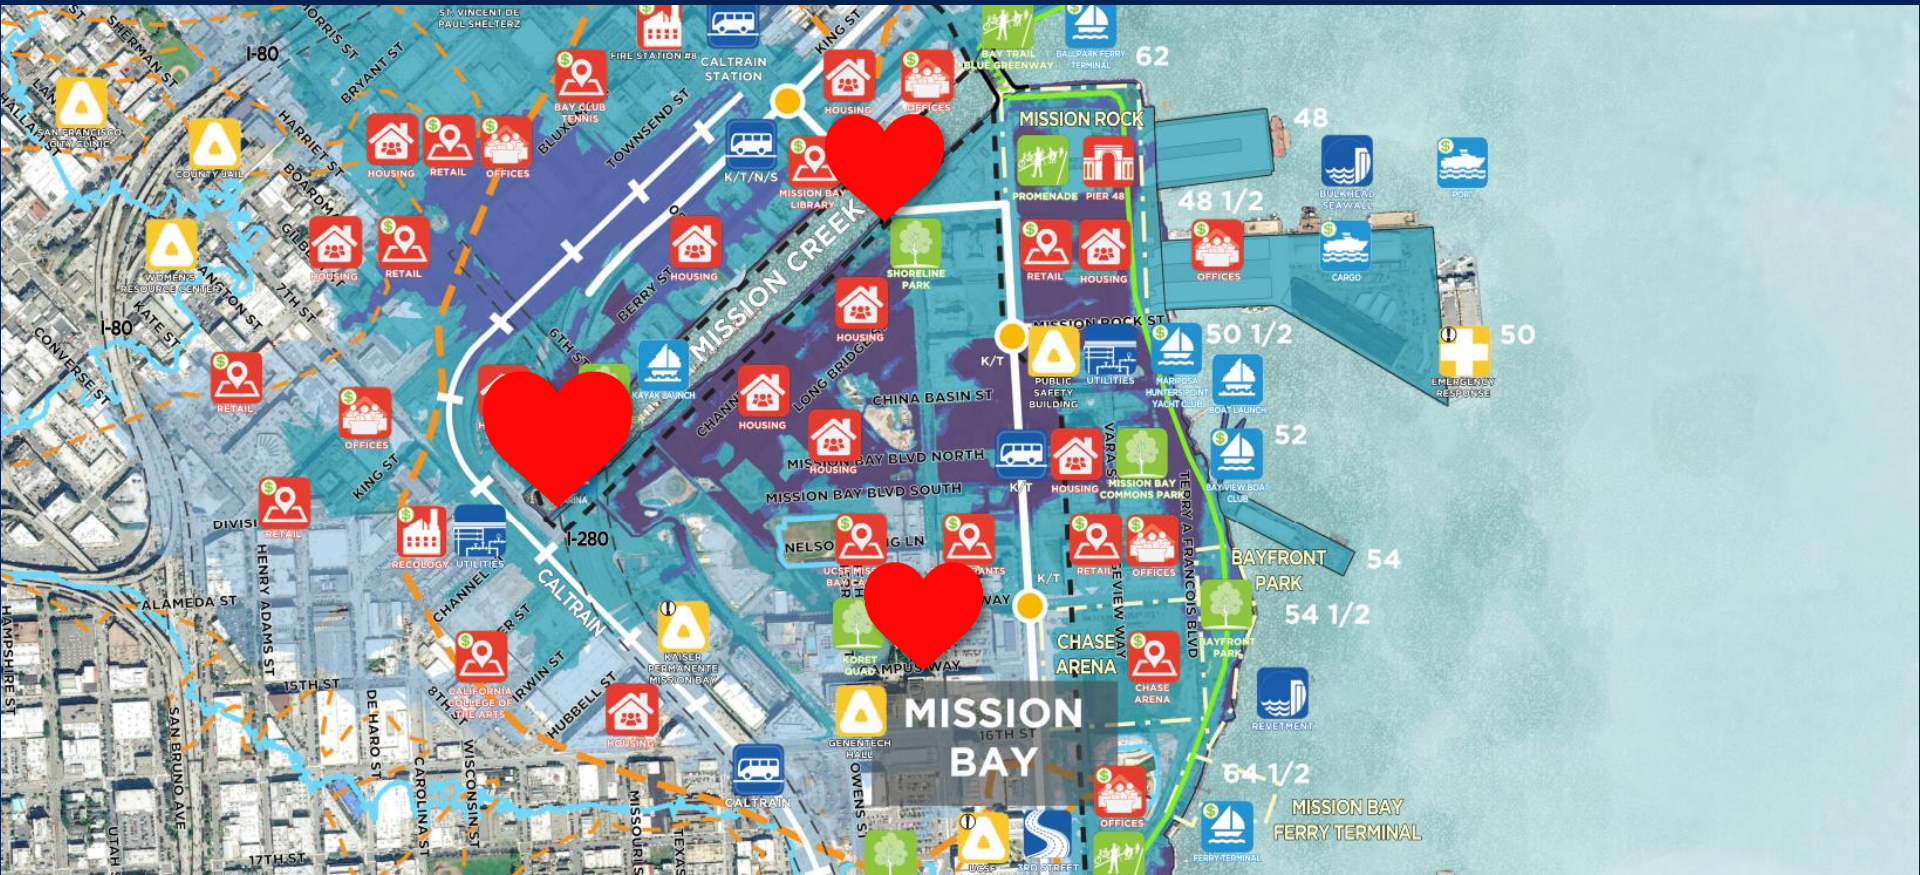 ST. VINCENT DE
PAUL SHELTERZ
I-80
SHERMAN ST
MORRIS ST
BRYANT ST
FIRE STATION #8
CALTRAIN
STATION
KING ST
BAY TRAIL
BLUE GREENWAY
BALLPARK FERRY
TERMINAL
62
SAN FRANCISCO
CITY CLINIC
COUNTY JAIL
HARRIET ST
BAY CLUB
TENNIS
TOWNSEND ST
HOUSING
RETAIL
OFFICES
HOUSING
OFFICES
MISSION ROCK
48
K/T/N/S
MISSION BAY
LIBRARY
PROMENADE
PIER 48
BULKHEAD
SEAWALL
PORT
48 1/2
WOMEN'S
RESOURCE CENTER
HOUSING
RETAIL
HOUSING
MISSION CREEK
SHORELINE
PARK
RETAIL
HOUSING
OFFICES
CARGO
7TH ST
KATE ST
I-80
CONVERSE ST
BERRY ST
6TH ST
HOUSING
LONG BRIDGE
MISSION ROCK ST
50 1/2
50
K/T
PUBLIC
SAFETY
BUILDING
UTILITIES
MARIPOSA
HUNTERS POINT
YACHT CLUB
BOAT LAUNCH
EMERGENCY
RESPONSE
RETAIL
OFFICES
KAYAK LAUNCH
HOUSING
CHINA BASIN ST
HOUSING
MISSION BAY BLVD NORTH
52
KING ST
K/T
HOUSING
MISSION BAY
COMMONS PARK
BAY VIEW BOAT
CLUB
MISSION BAY BLVD SOUTH
TERRY A FRANCOIS BLVD
RETAIL
I-280
RECOLOGY
UTILITIES
RETAIL
OFFICES
BAYFRONT
PARK
54
HENRY ADAMS ST
CHANNEL
CALTRAIN
K/T
54 1/2
ALAMEDA ST
HAMPSHIRE ST
KAISER
PERMANENTE
MISSION BAY
KORET
QUAD
CHASE
ARENA
BAYFRONT
PARK
CALIFORNIA
COLLEGE OF
THE ARTS
IRWIN ST
HUBBELL ST
15TH ST
8TH
CHASE
ARENA
REVETMENT
HOUSING
GENENTECH
HALL
MISSION
BAY
16TH ST
SAN BRUNO AVE
DE HARO ST
CAROLINA ST
WISCONSIN ST
CALTRAIN
OWENS ST
64 1/2
MISSION BAY
FERRY TERMINAL
OFFICES
FERRY TERMINAL
17TH ST
UTAH
TEXAS
UCSF
3RD STREET